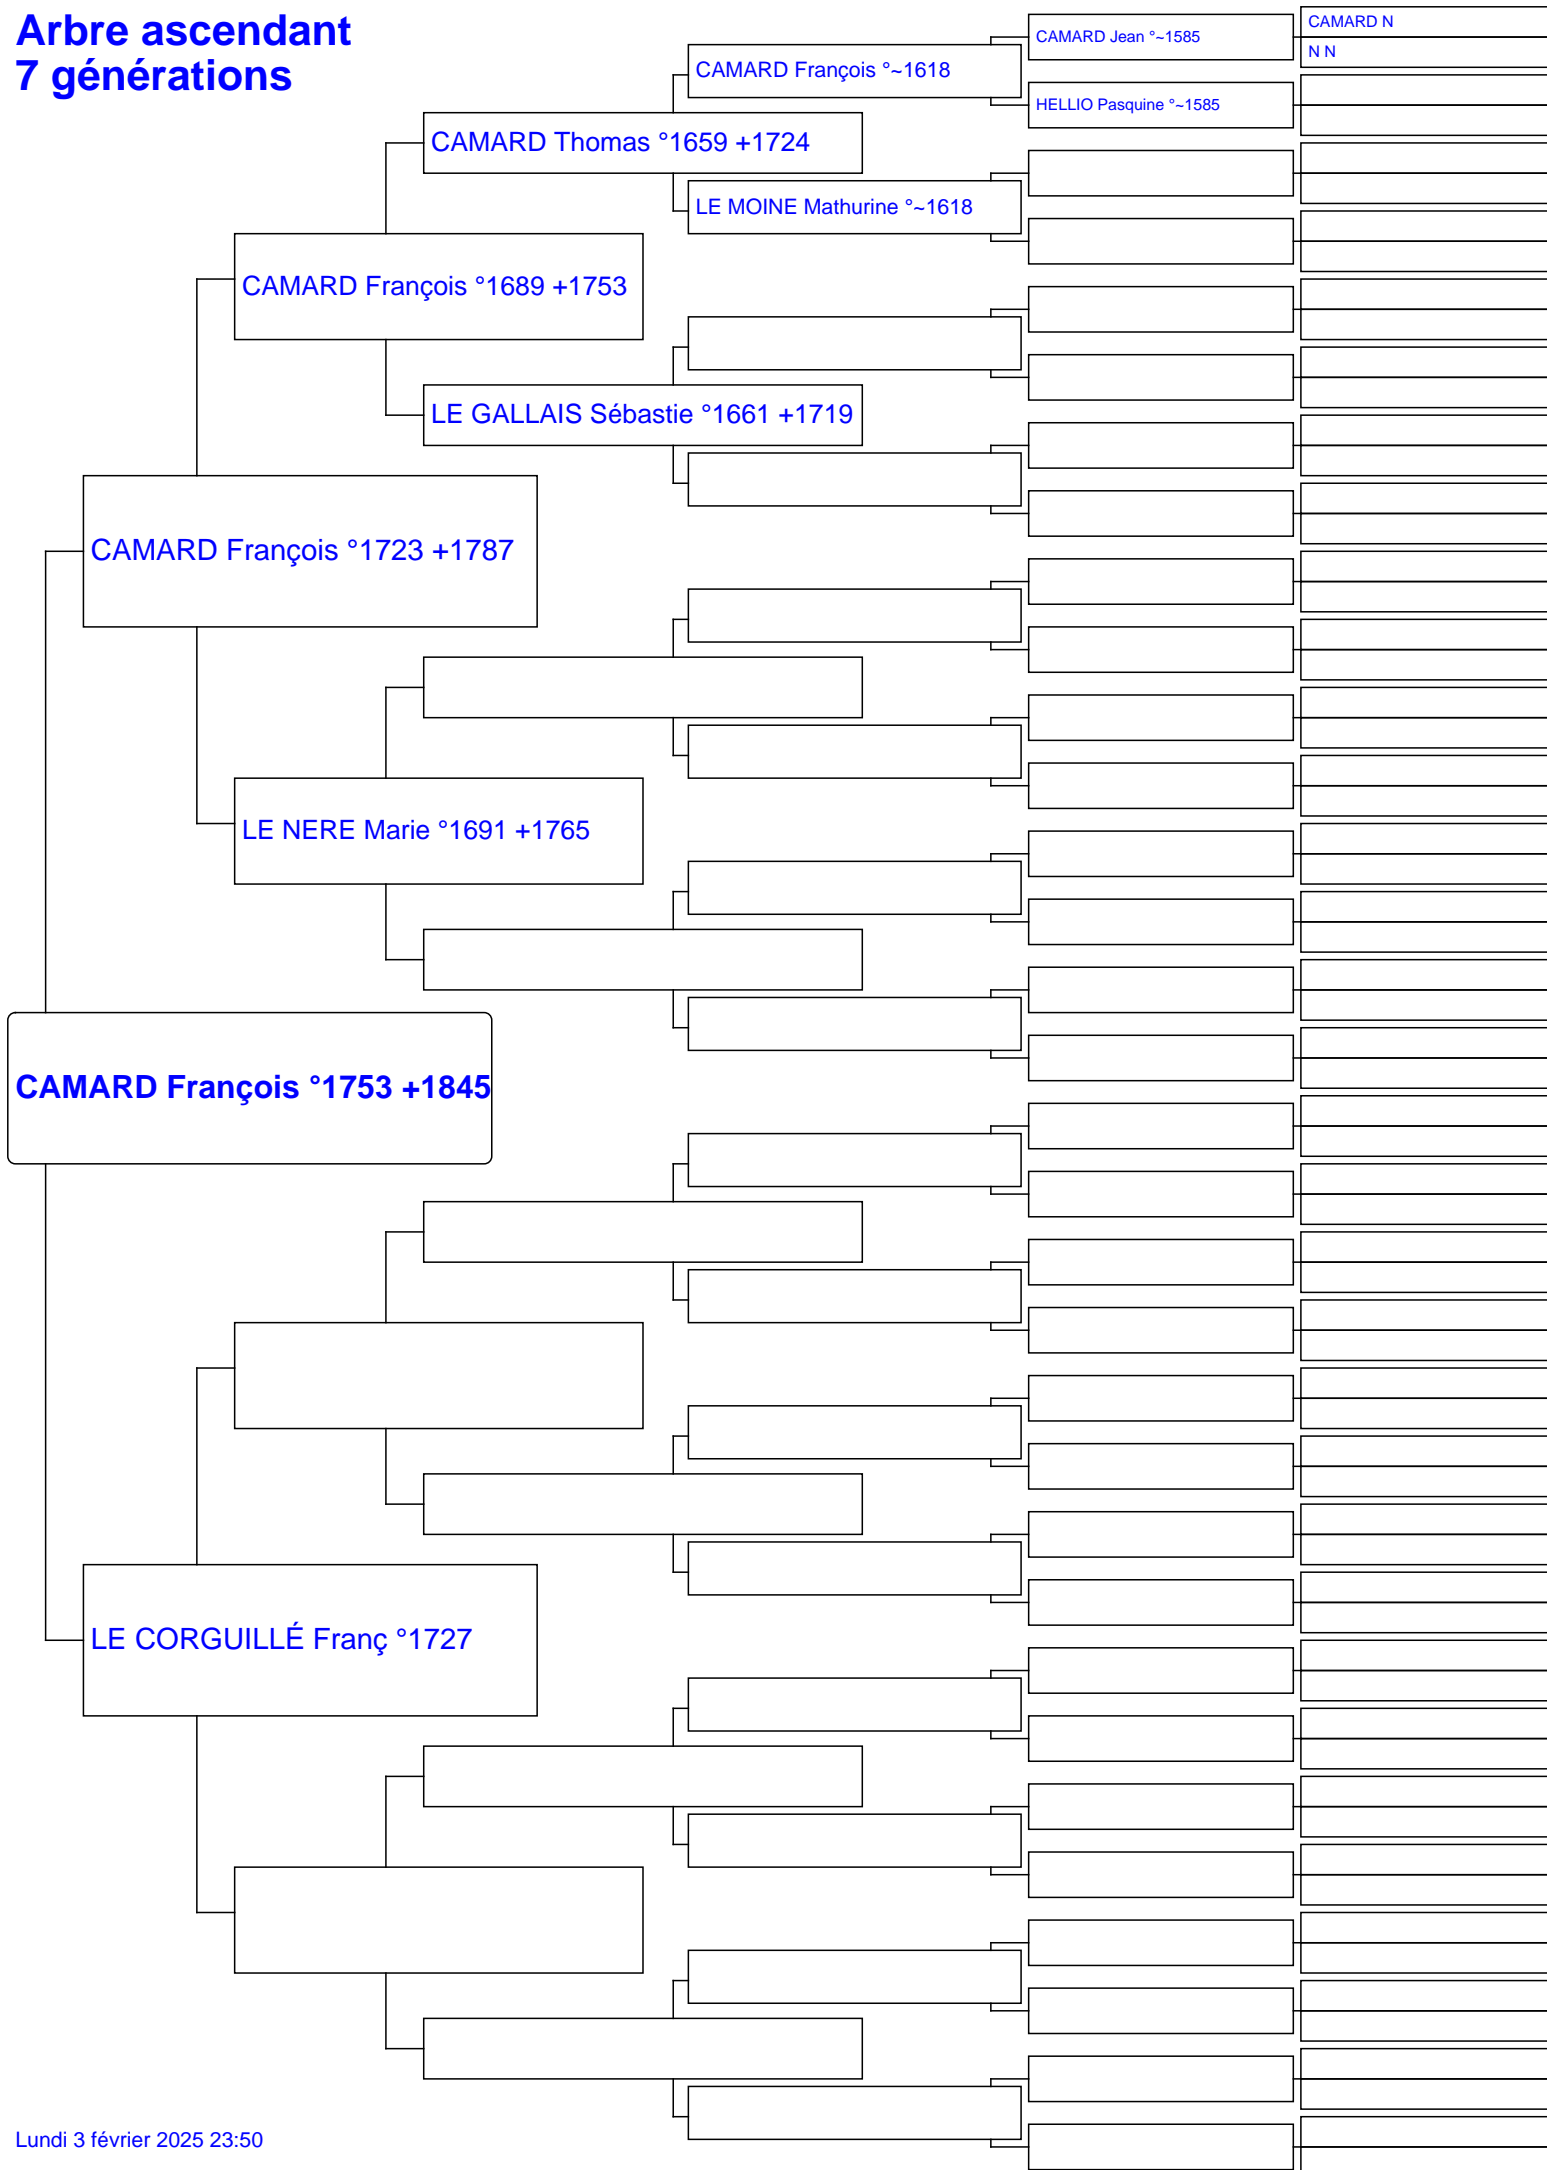 Arbre ascendant
7 générations
CAMARD N
N N
CAMARD Jean °~1585
HELLIO Pasquine °~1585
CAMARD François °~1618
CAMARD Thomas °1659 +1724
LE MOINE Mathurine °~1618
CAMARD François °1689 +1753
LE GALLAIS Sébastie °1661 +1719
CAMARD François °1723 +1787
LE NERE Marie °1691 +1765
CAMARD François °1753 +1845
LE CORGUILLÉ Franç °1727
Lundi 3 février 2025 23:50